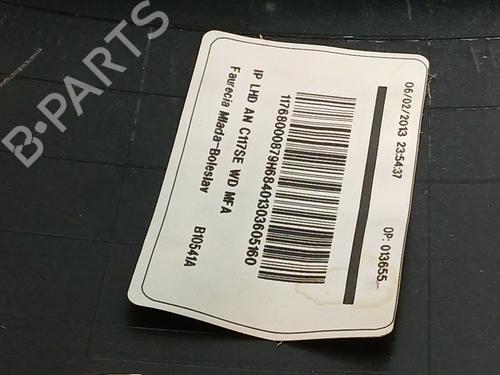 B-PARTS
06/02/2013 23:54:37
OP: 013655
11768000879H68401303605160
IP LHD AN C117SE WD MFA
Faurecia Mlada-Boleslav
B10541A